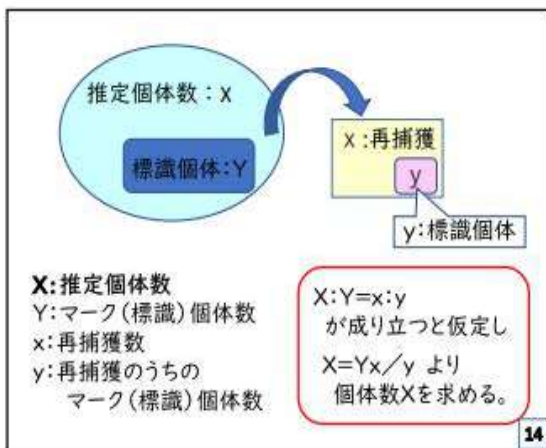 推定個体数：X
標識個体:Y
x:再捕獲
y
y:標識個体
X:推定個体数
Y:マーク(標識)個体数
x:再捕獲数
y:再捕獲のうちの
マーク(標識)個体数
X:Y=x:y
が成り立つと仮定し
X=Yx／y より
個体数Xを求める。
14